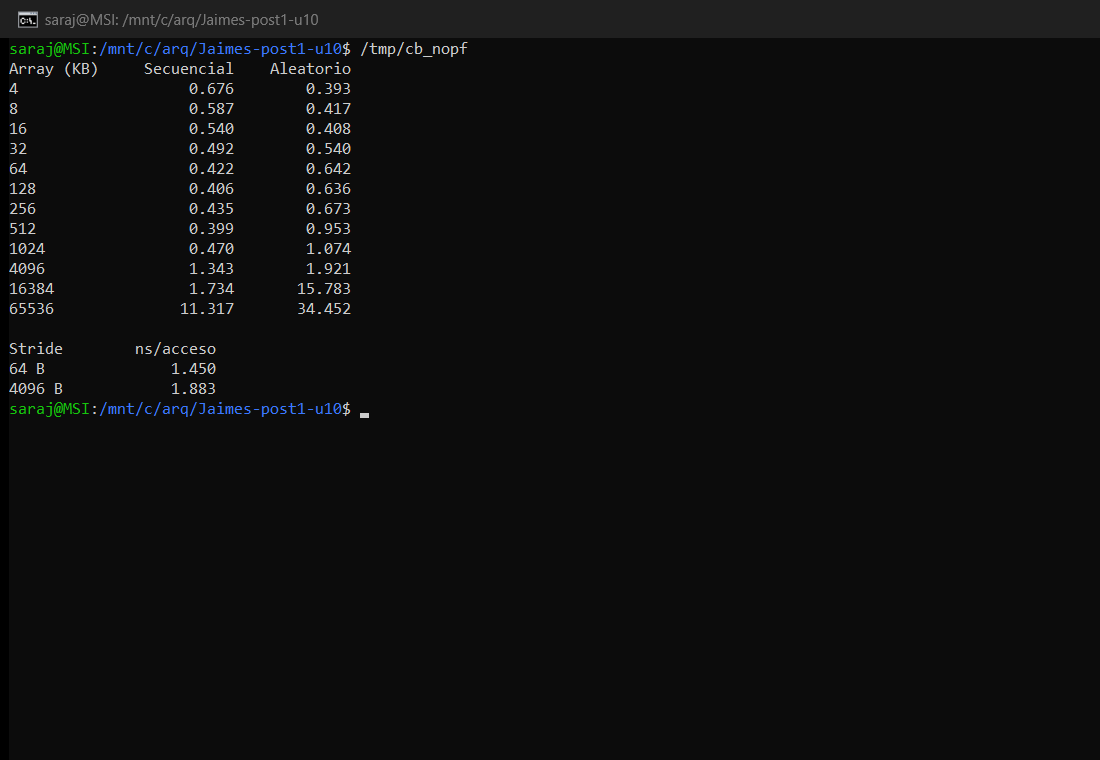 saraj@MSI: /mnt/c/arq/Jaimes-post1-u10
saraj@MSI:/mnt/c/arq/Jaimes-post1-u10$ /tmp/cb_nopf
Array (KB)     Secuencial    Aleatorio
4                   0.676        0.393
8                   0.587        0.417
16                  0.540        0.408
32                  0.492        0.540
64                  0.422        0.642
128                 0.406        0.636
256                 0.435        0.673
512                 0.399        0.953
1024                0.470        1.074
4096                1.343        1.921
16384               1.734       15.783
65536              11.317       34.452

Stride        ns/acceso
64 B              1.450
4096 B            1.883
saraj@MSI:/mnt/c/arq/Jaimes-post1-u10$